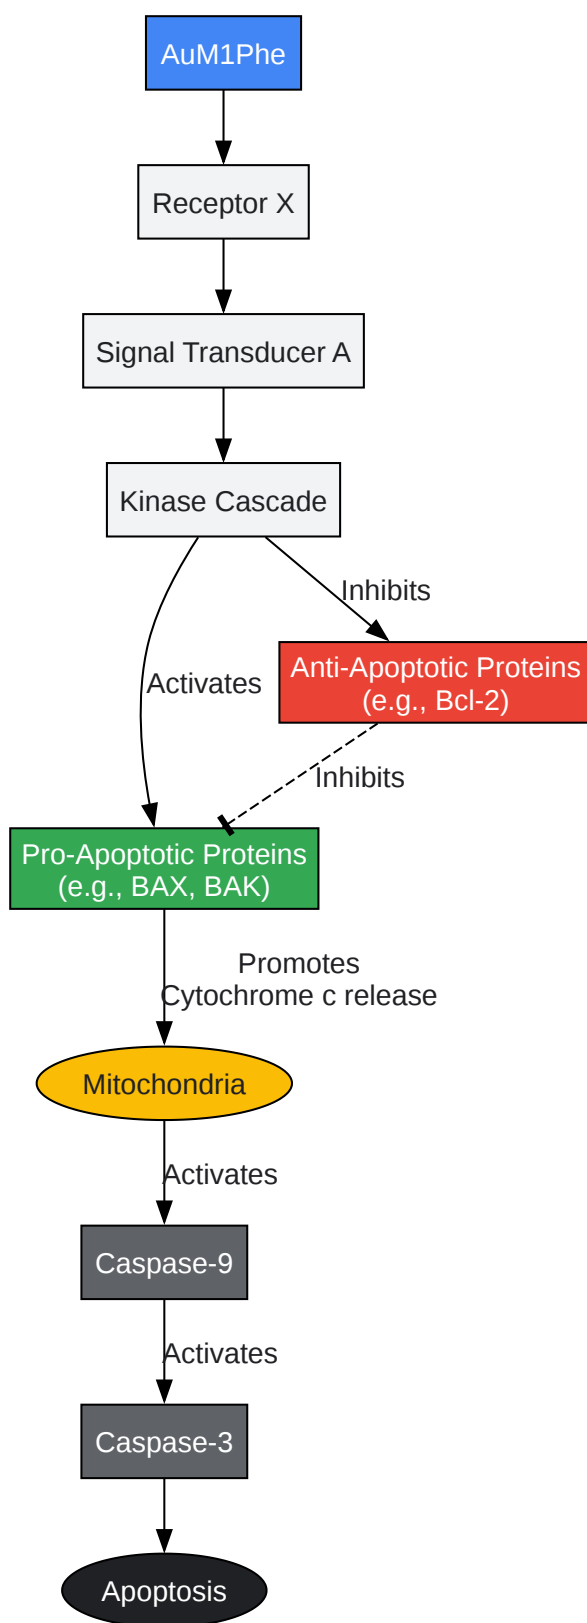 AuM1Phe
Receptor X
Signal Transducer A
Kinase Cascade
Inhibits
Anti-Apoptotic Proteins
(e.g., Bcl-2)
Activates
Inhibits
Pro-Apoptotic Proteins
(e.g., BAX, BAK)
Promotes
Cytochrome c release
Mitochondria
Activates
Caspase-9
Activates
Caspase-3
Apoptosis